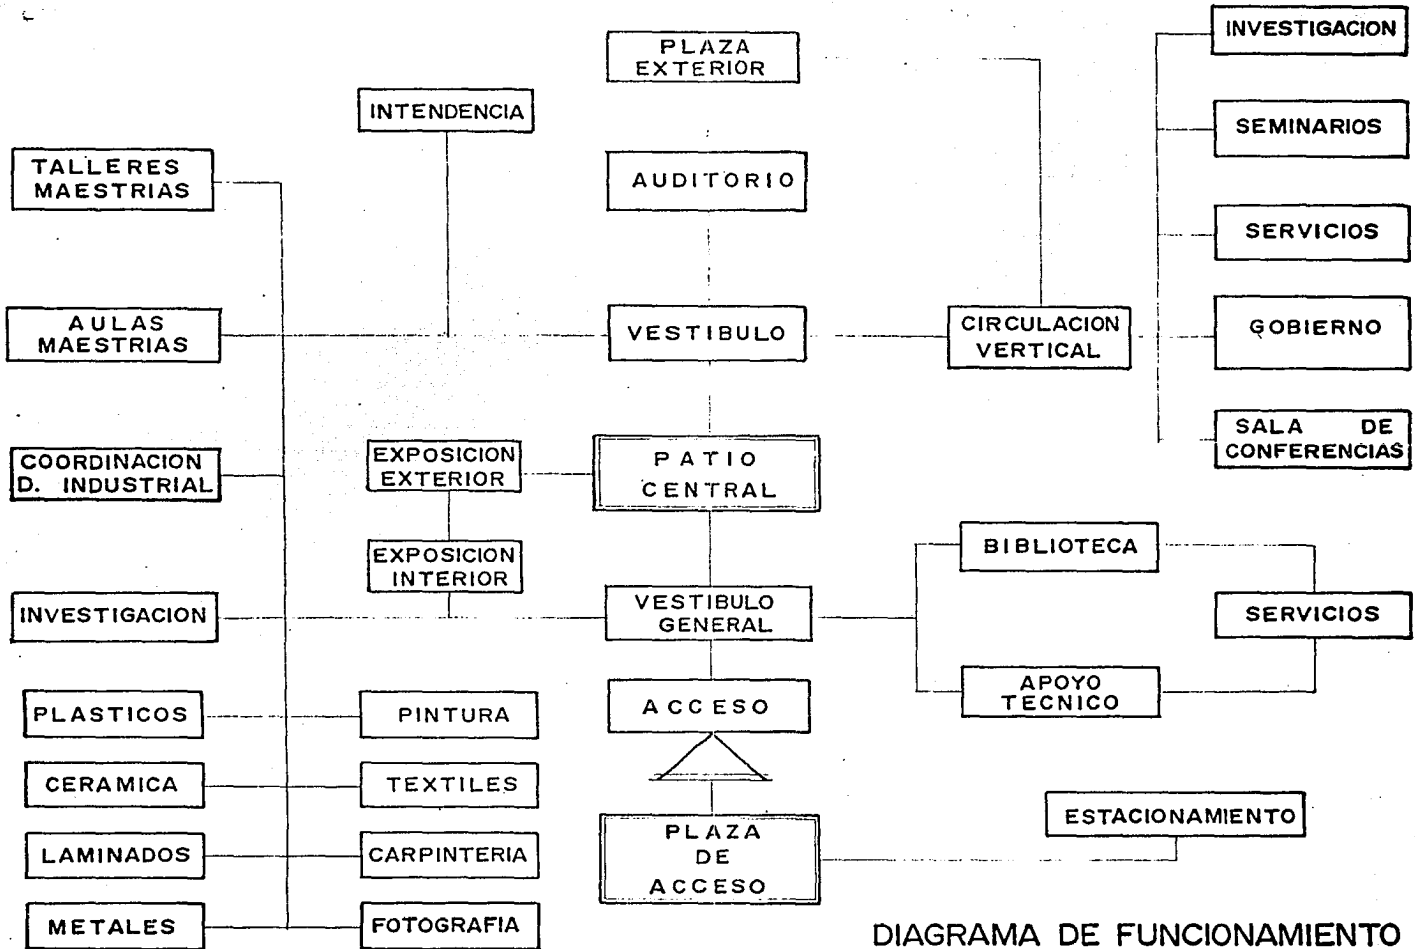 INVESTIGACION
PLAZA
EXTERIOR
INTENDENCIA
SEMINARIOS
TALLERES
MAESTRIAS
AUDITORIO
SERVICIOS
AULAS
MAESTRIAS
VESTIBULO
CIRCULACION
VERTICAL
GOBIERNO
COORDINACION
D. INDUSTRIAL
EXPOSICION
EXTERIOR
PATIO
CENTRAL
SALA DE
CONFERENCIAS
EXPOSICION
INTERIOR
BIBLIOTECA
INVESTIGACION
VESTIBULO
GENERAL
SERVICIOS
PLASTICOS
PINTURA
ACCESO
APOYO
TECNICO
CERAMICA
TEXTILES
LAMINADOS
CARPINTERIA
PLAZA
DE
ACCESO
ESTACIONAMIENTO
METALES
FOTOGRAFIA
DIAGRAMA DE FUNCIONAMIENTO